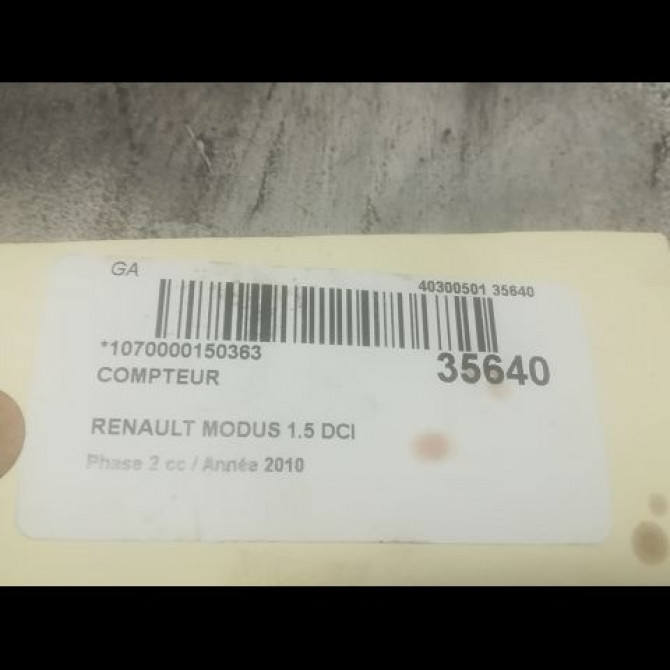 GA
40300501 35640
*1070000150363
35640
COMPTEUR
RENAULT MODUS 1.5 DCI
Phase 2 cc / Année 2010